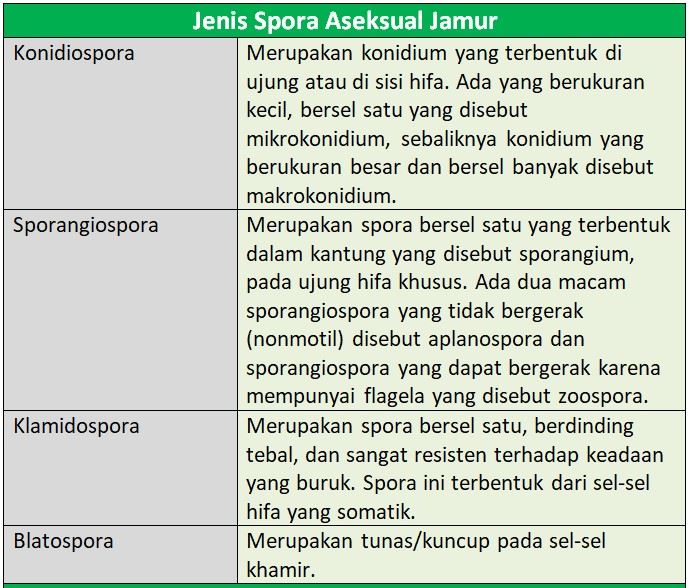 Jenis Spora Aseksual Jamur
Konidiospora
Merupakan konidium yang terbentuk di
ujung atau di sisi hifa. Ada yang berukuran
kecil, bersel satu yang disebut
mikrokonidium, sebaliknya konidium yang
berukuran besar dan bersel banyak disebut
makrokonidium.
Sporangiospora
Merupakan spora bersel satu yang terbentuk
dalam kantung yang disebut sporangium,
pada ujung hifa khusus. Ada dua macam
sporangiospora yang tidak bergerak
(nonmotil) disebut aplanospora dan
sporangiospora yang dapat bergerak karena
mempunyai flagela yang disebut zoospora.
Klamidospora
Merupakan spora bersel satu, berdinding
tebal, dan sangat resisten terhadap keadaan
yang buruk. Spora ini terbentuk dari sel-sel
hifa yang somatik.
Blatospora
Merupakan tunas/kuncup pada sel-sel
khamir.